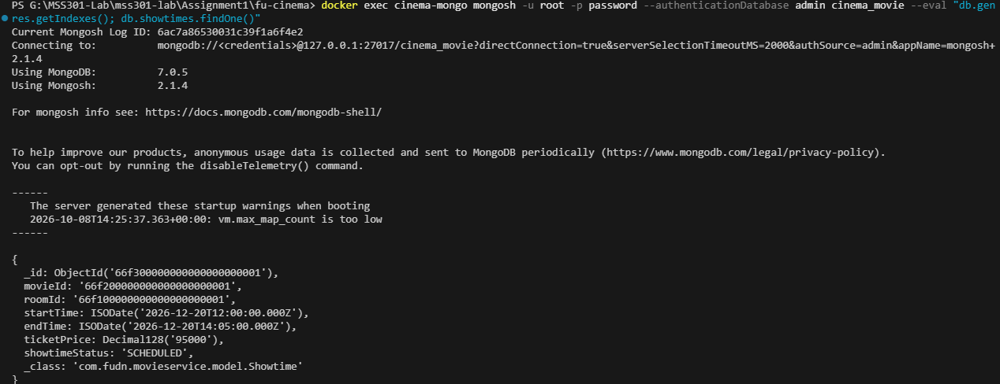 PS G:\MSS301-Lab\mss301-lab\Assignment1\fu-cinema> docker exec cinema-mongo mongosh -u root -p password --authenticationDatabase admin cinema_movie --eval "db.gen
res.getIndexes(); db.showtimes.findOne()"
Current Mongosh Log ID: 6ac7a86530031c39f1a6f4e2
Connecting to:          mongodb://<credentials>@127.0.0.1:27017/cinema_movie?directConnection=true&serverSelectionTimeoutMS=2000&authSource=admin&appName=mongosh+
2.1.4
Using MongoDB:          7.0.5
Using Mongosh:          2.1.4
For mongosh info see: https://docs.mongodb.com/mongodb-shell/
To help improve our products, anonymous usage data is collected and sent to MongoDB periodically (https://www.mongodb.com/legal/privacy-policy).
You can opt-out by running the disableTelemetry() command.
------
   The server generated these startup warnings when booting
   2026-10-08T14:25:37.363+00:00: vm.max_map_count is too low
------
{
  _id: ObjectId('66f300000000000000000001'),
  movieId: '66f200000000000000000001',
  roomId: '66f100000000000000000001',
  startTime: ISODate('2026-12-20T12:00:00.000Z'),
  endTime: ISODate('2026-12-20T14:05:00.000Z'),
  ticketPrice: Decimal128('95000'),
  showtimeStatus: 'SCHEDULED',
  _class: 'com.fudn.movieservice.model.Showtime'
}